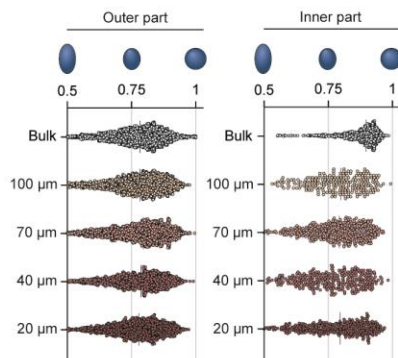 Outer part Inner part
0.5 0.75 1 0.5 0.75 1
Bulk Bulk
100 µm 100
70 µm 70 µm
40 µm 40 µm
20 µm 20 µm